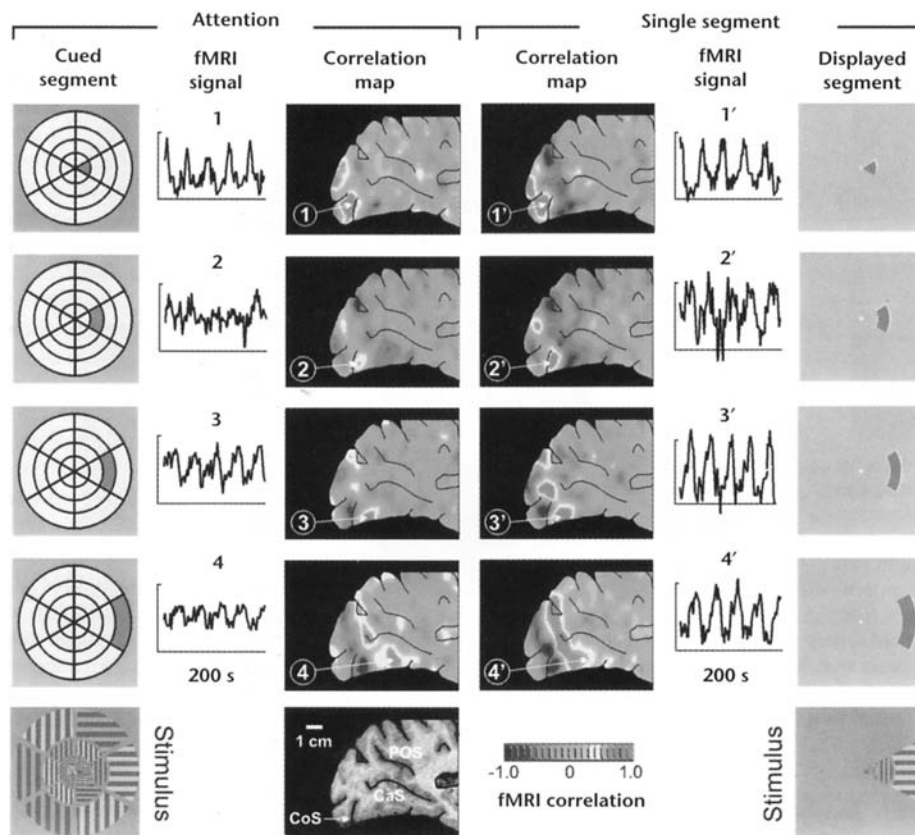 Attention
Single segment
Cued segment
fMRI signal
Correlation map
Correlation map
fMRI signal
Displayed segment
1
1
1′
1′
2
2
2′
2′
3
3
3′
3′
4
4
4′
4′
200 s
200 s
Stimulus
1 cm
POS
CaS
CoS
-1.0 0 1.0
fMRI correlation
Stimulus